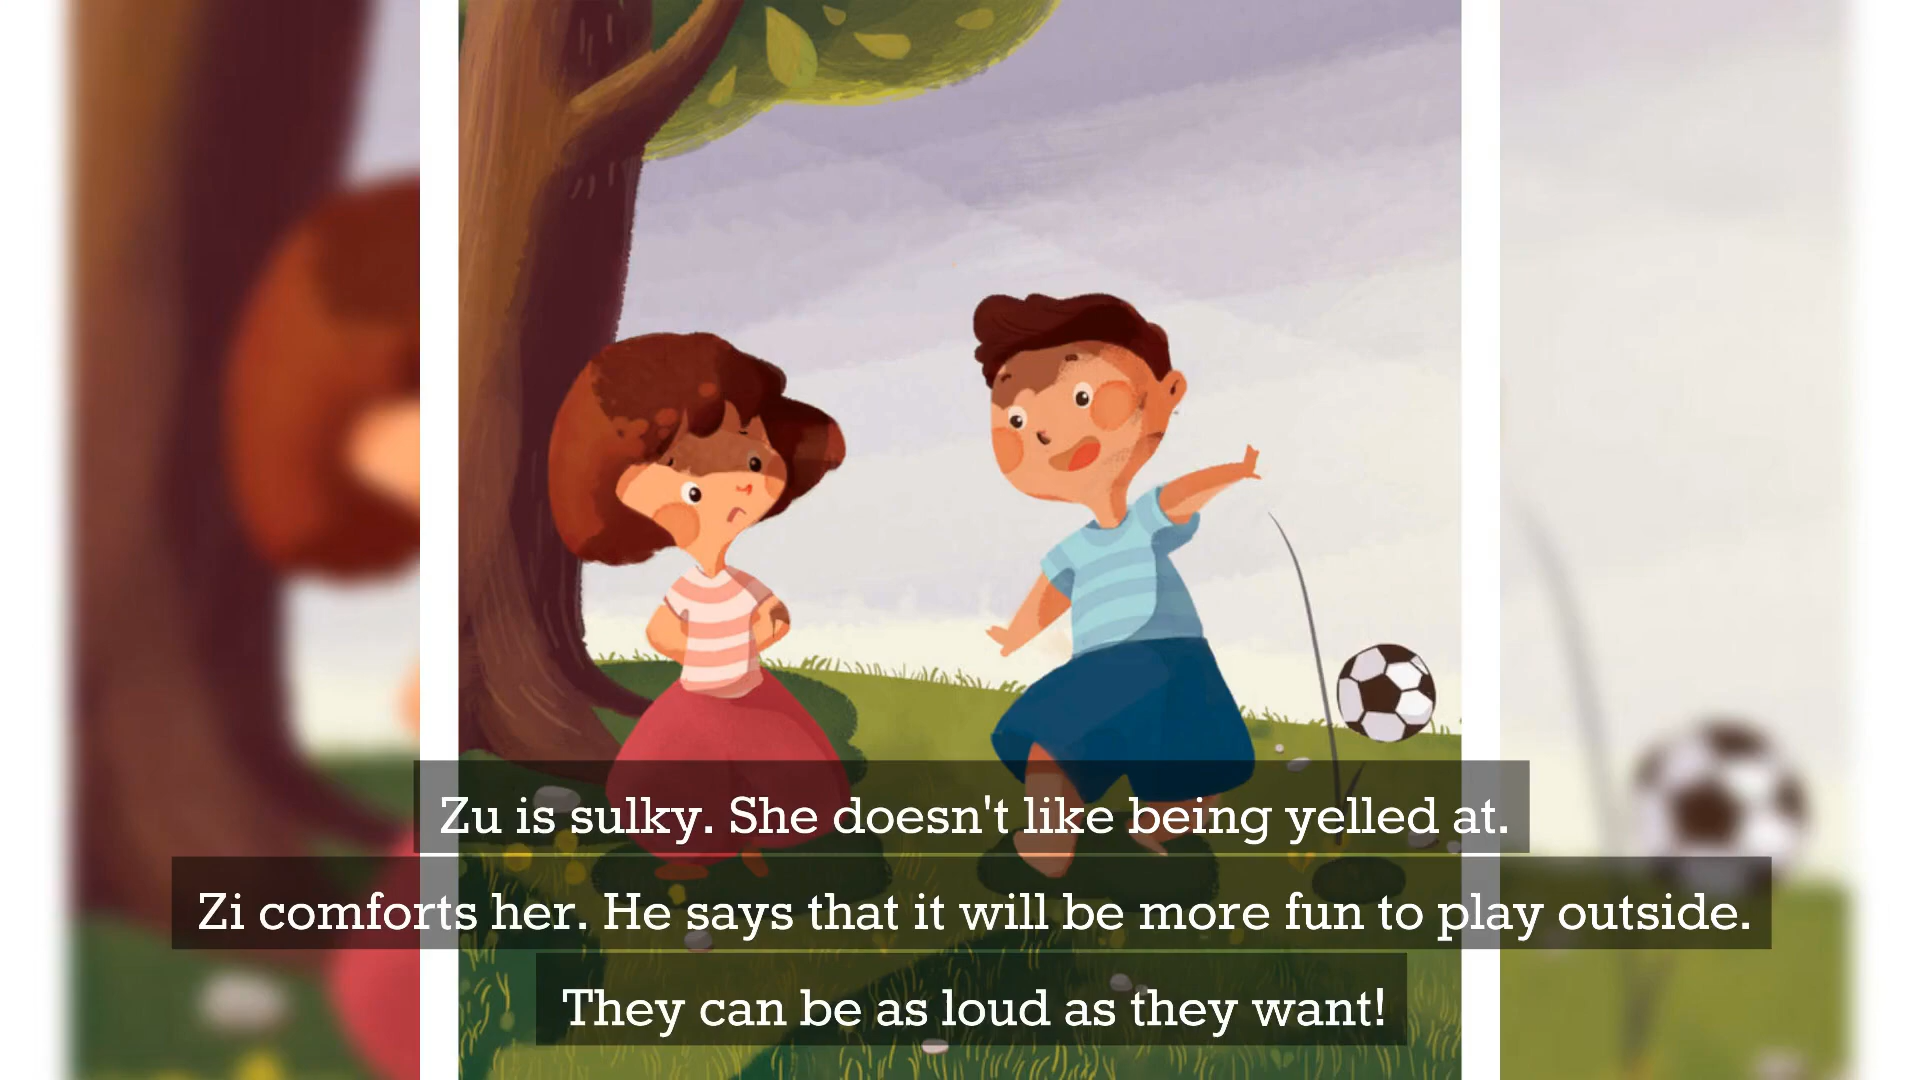 Zu is sulky. She doesn't like being yelled at.
Zi comforts her. He says that it will be more fun to play outside.
They can be as loud as they want!